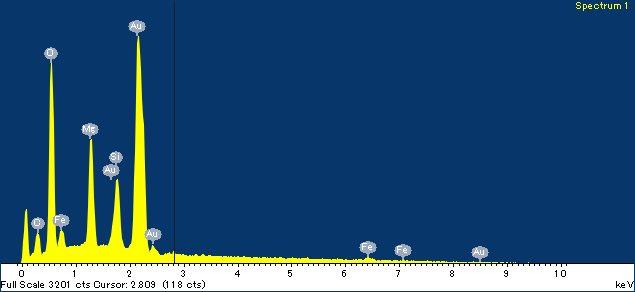 Spectrum 1
Au
O
Mg
Si
Au
Fe
Au
Fe
Fe
Au
0 1 2 3 4 5 6 7 8 9 10
Full Scale 3201 cts Cursor: 2.809 (118 cts) keV